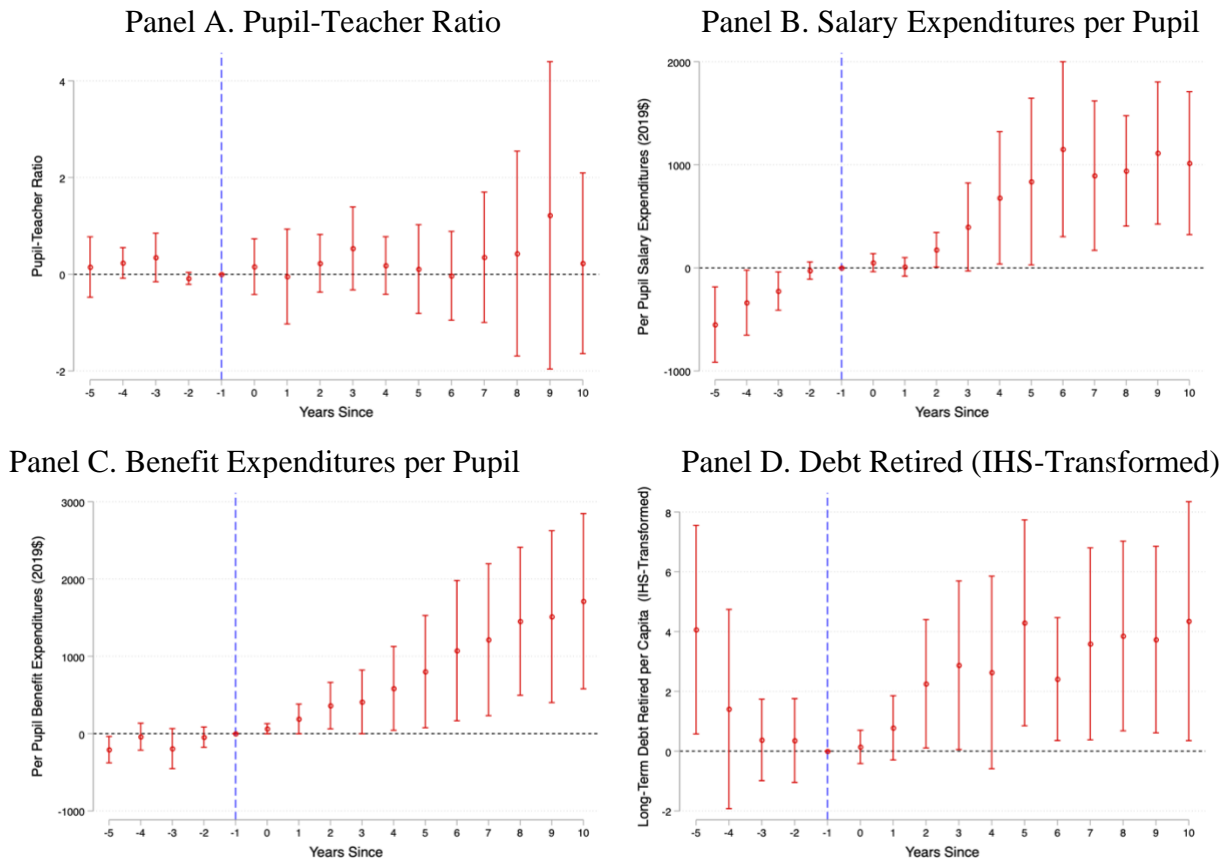 Panel A. Pupil-Teacher Ratio
Pupil-Teacher Ratio
4
2
0
-2
-5 -4 -3 -2 -1 0 1 2 3 4 5 6 7 8 9 10
Years Since
Panel B. Salary Expenditures per Pupil
Per Pupil Salary Expenditures (2019$)
2000
1000
0
-1000
-5 -4 -3 -2 -1 0 1 2 3 4 5 6 7 8 9 10
Years Since
Panel C. Benefit Expenditures per Pupil
Per Pupil Benefit Expenditures (2019$)
3000
2000
1000
0
-1000
-5 -4 -3 -2 -1 0 1 2 3 4 5 6 7 8 9 10
Years Since
Panel D. Debt Retired (IHS-Transformed)
Long-Term Debt Retired per Capita (IHS-Transformed)
8
6
4
2
0
-2
-5 -4 -3 -2 -1 0 1 2 3 4 5 6 7 8 9 10
Years Since